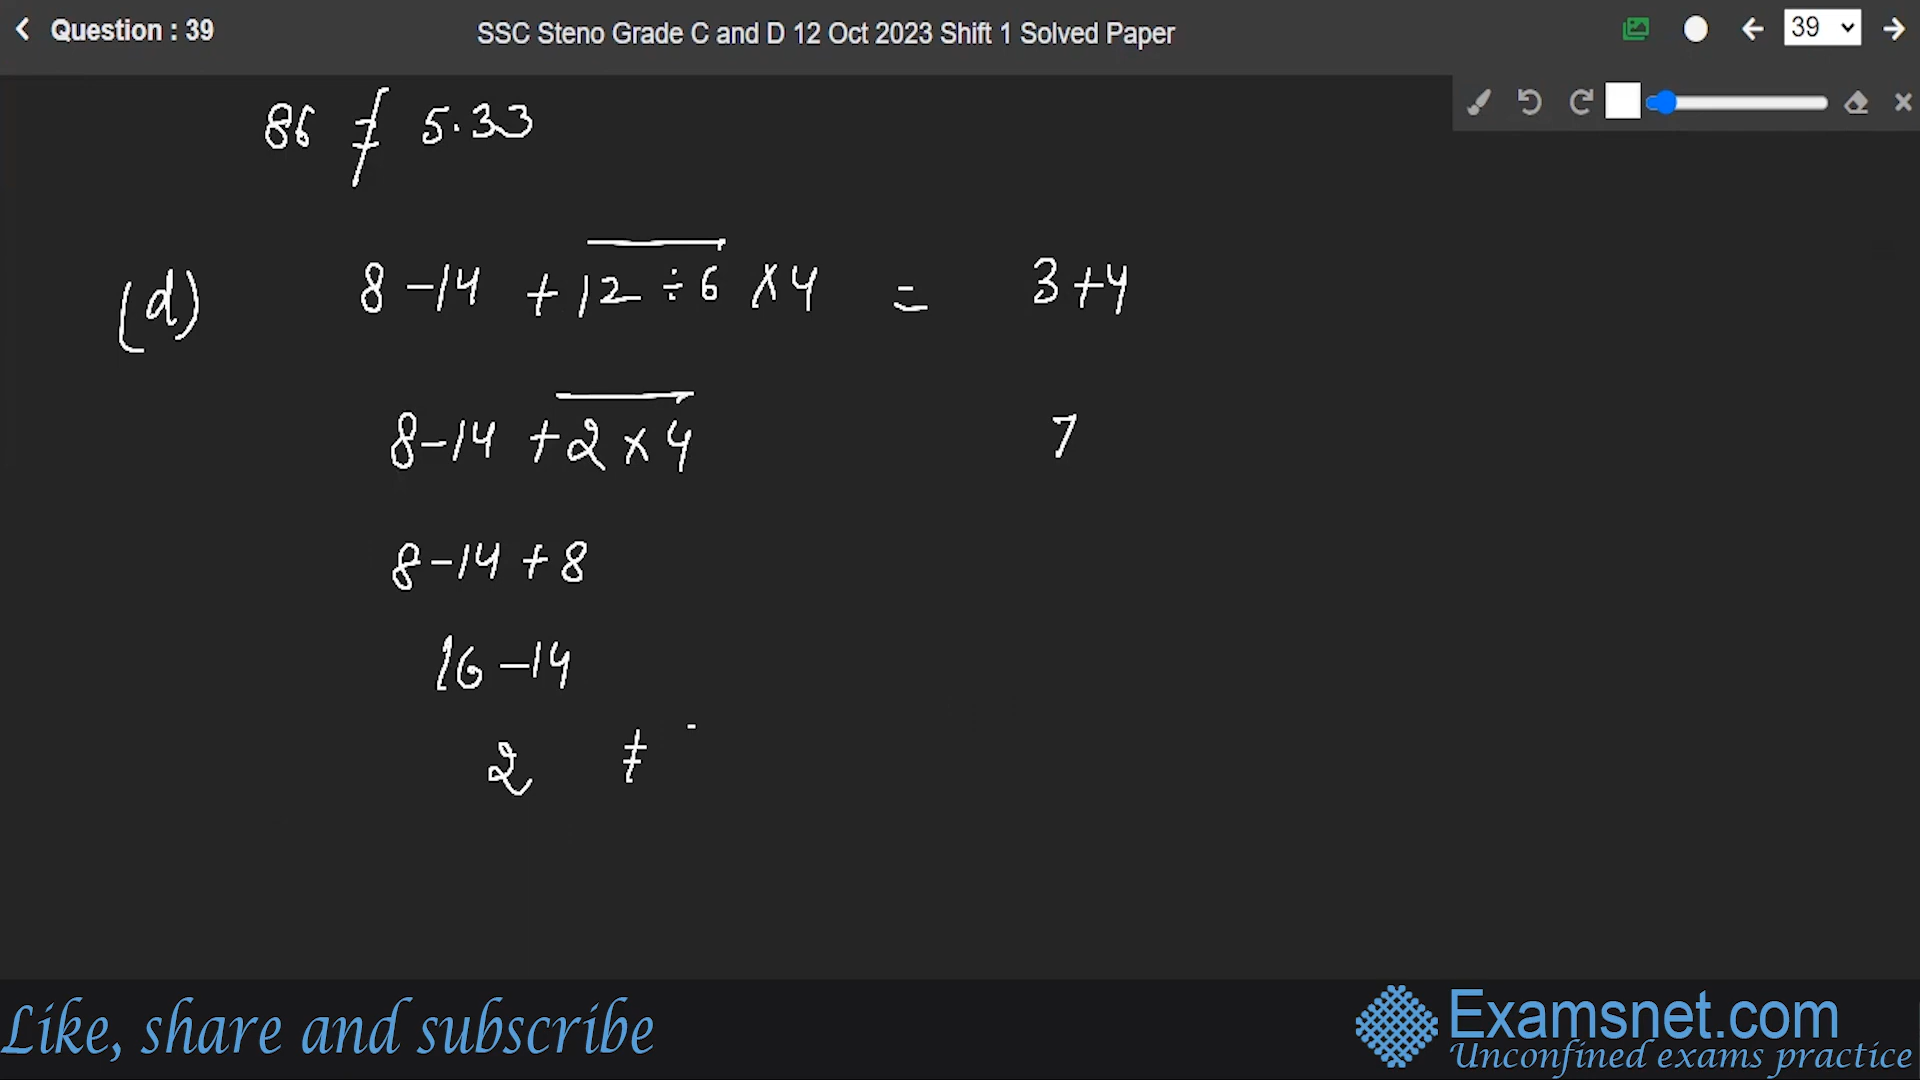 Question : 39
SSC Steno Grade C and D 12 Oct 2023 Shift 1 Solved Paper
39
86 ≠ 5.33
(d) 8 - 14 + 12 ÷ 6 × 4 = 3 + 4
8 - 14 + 2 × 4 7
8 - 14 + 8
16 - 14
2 ≠
Like, share and subscribe
Examsnet.com
Unconfined exams practice